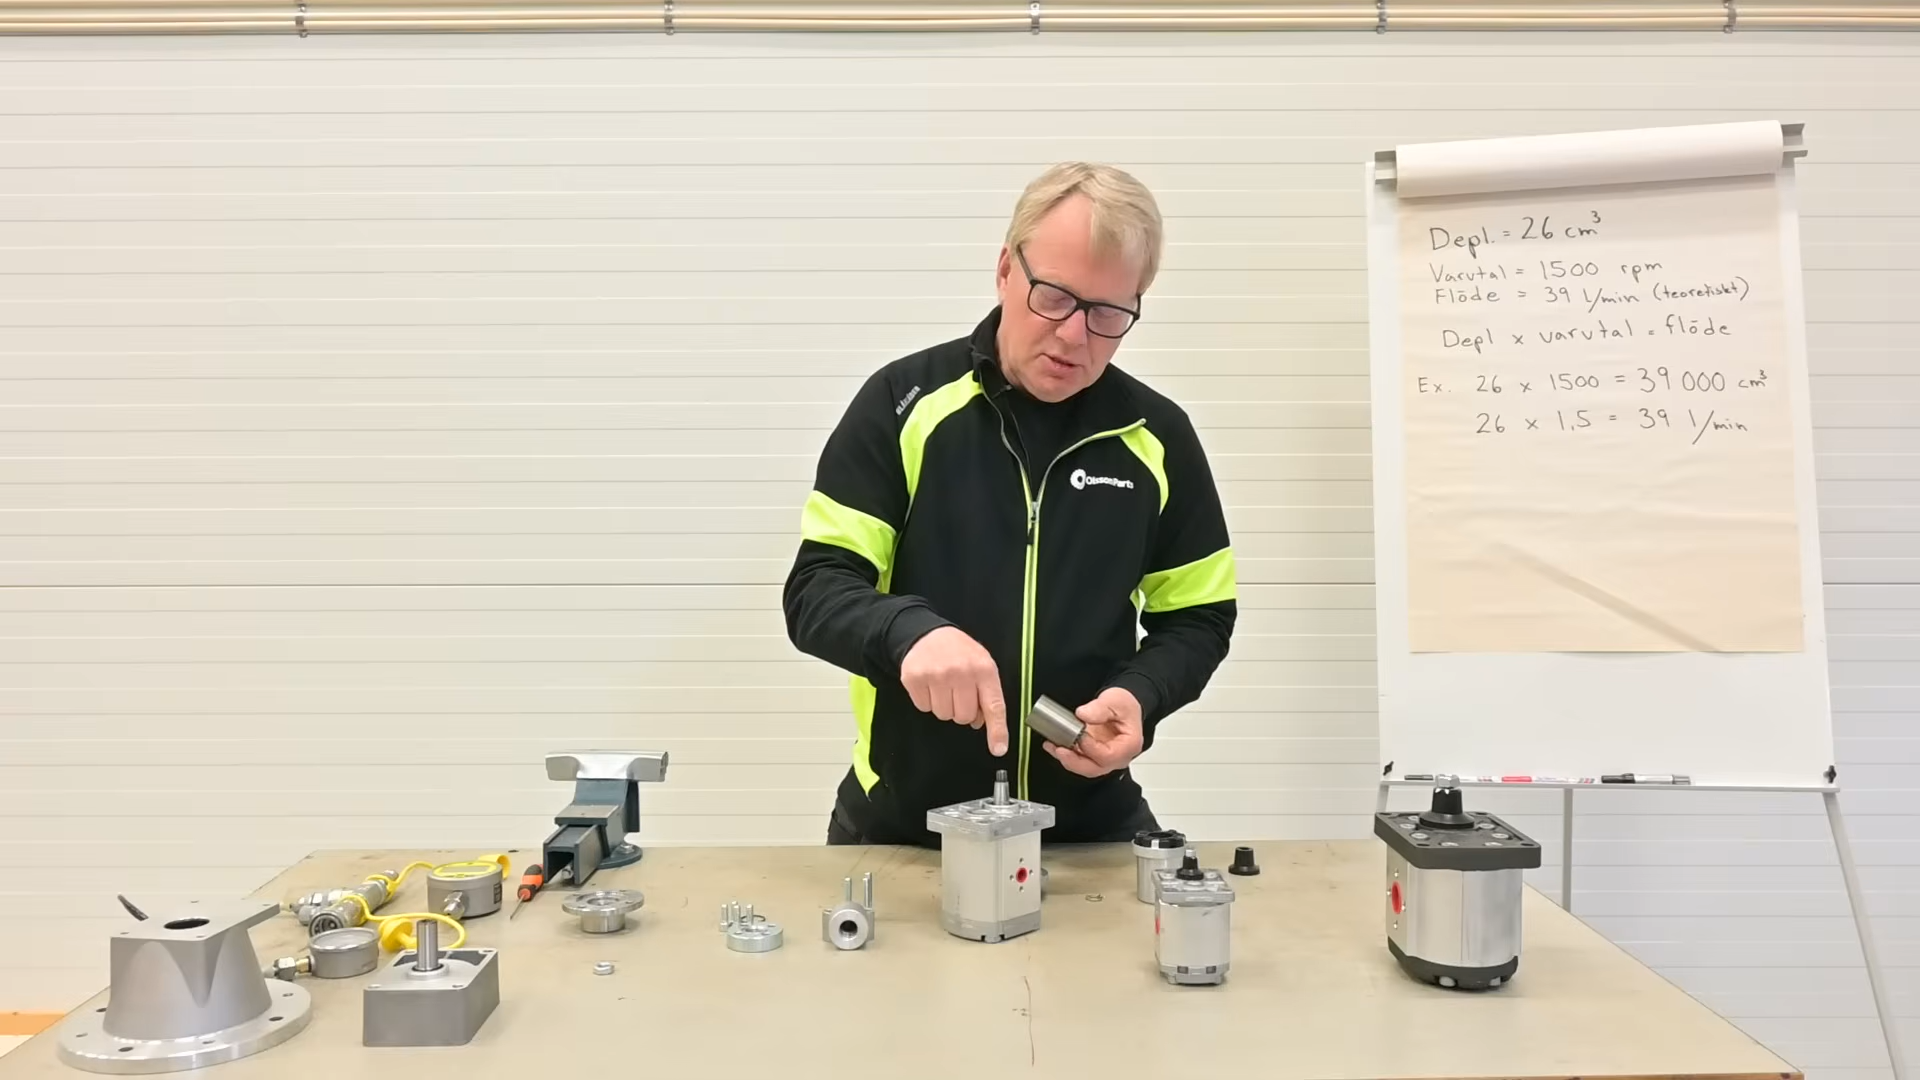 Depl. = 26 cm³
Varvtal = 1500 rpm
Flöde = 39 l/min (teoretiskt)
Depl x varvtal = flöde
Ex. 26 x 1500 = 39 000 cm³
26 x 1,5 = 39 l/min
OlssonParts